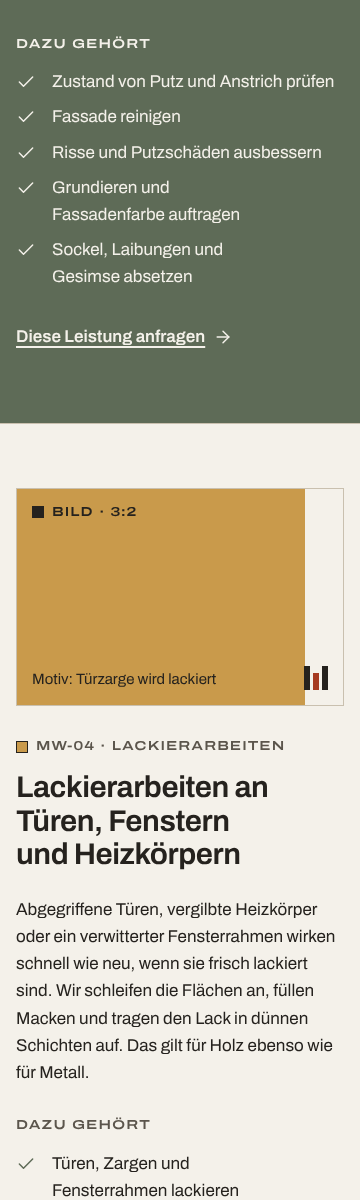 DAZU GEHÖRT
Zustand von Putz und Anstrich prüfen
Fassade reinigen
Risse und Putzschäden ausbessern
Grundieren und
Fassadenfarbe auftragen
Sockel, Laibungen und
Gesimse absetzen
Diese Leistung anfragen →
BILD · 3:2
Motiv: Türzarge wird lackiert
MW-04 · LACKIERARBEITEN
Lackierarbeiten an
Türen, Fenstern
und Heizkörpern
Abgegriffene Türen, vergilbte Heizkörper
oder ein verwitterter Fensterrahmen wirken
schnell wie neu, wenn sie frisch lackiert
sind. Wir schleifen die Flächen an, füllen
Macken und tragen den Lack in dünnen
Schichten auf. Das gilt für Holz ebenso wie
für Metall.
DAZU GEHÖRT
Türen, Zargen und
Fensterrahmen lackieren